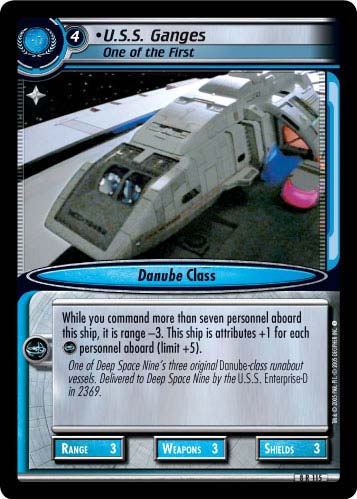 4
•U.S.S. Ganges
One of the First
Danube Class
While you command more than seven personnel aboard
this ship, it is range –3. This ship is attributes +1 for each
personnel aboard (limit +5).
One of Deep Space Nine's three original Danube-class runabout
vessels. Delivered to Deep Space Nine by the U.S.S. Enterprise-D
in 2369.
RANGE 3 WEAPONS 3 SHIELDS 3
8 R 115